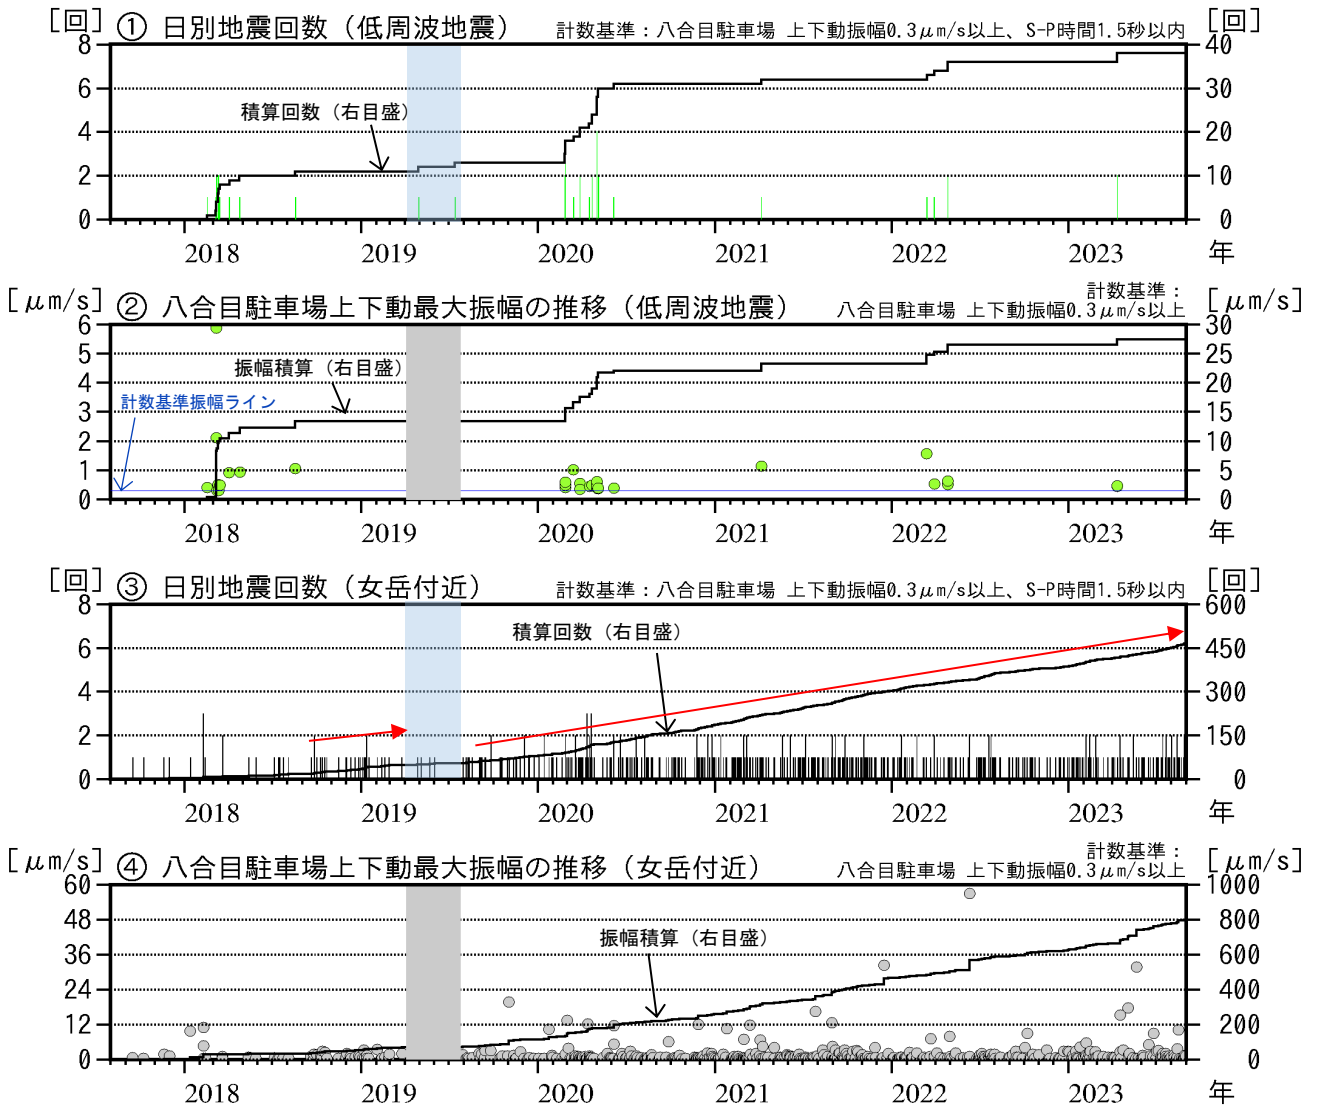 [回] ① 日別地震回数（低周波地震） 計数基準：八合目駐車場 上下動振幅0.3μm/s以上、S-P時間1.5秒以内 [回]
8 40
6 30
積算回数（右目盛）
4 20
2 10
0 0
2018 2019 2020 2021 2022 2023 年
計数基準：
[μm/s] ② 八合目駐車場上下動最大振幅の推移（低周波地震） 八合目駐車場 上下動振幅0.3μm/s以上 [μm/s]
6 30
5 25
振幅積算（右目盛）
4 20
計数基準振幅ライン
3 15
2 10
1 5
0 0
2018 2019 2020 2021 2022 2023 年
[回] ③ 日別地震回数（女岳付近） 計数基準：八合目駐車場 上下動振幅0.3μm/s以上、S-P時間1.5秒以内 [回]
8 600
積算回数（右目盛）
6 450
4 300
2 150
0 0
2018 2019 2020 2021 2022 2023 年
計数基準：
[μm/s] ④ 八合目駐車場上下動最大振幅の推移（女岳付近） 八合目駐車場 上下動振幅0.3μm/s以上 [μm/s]
60 1000
48 800
振幅積算（右目盛）
36 600
24 400
12 200
0 0
2018 2019 2020 2021 2022 2023 年